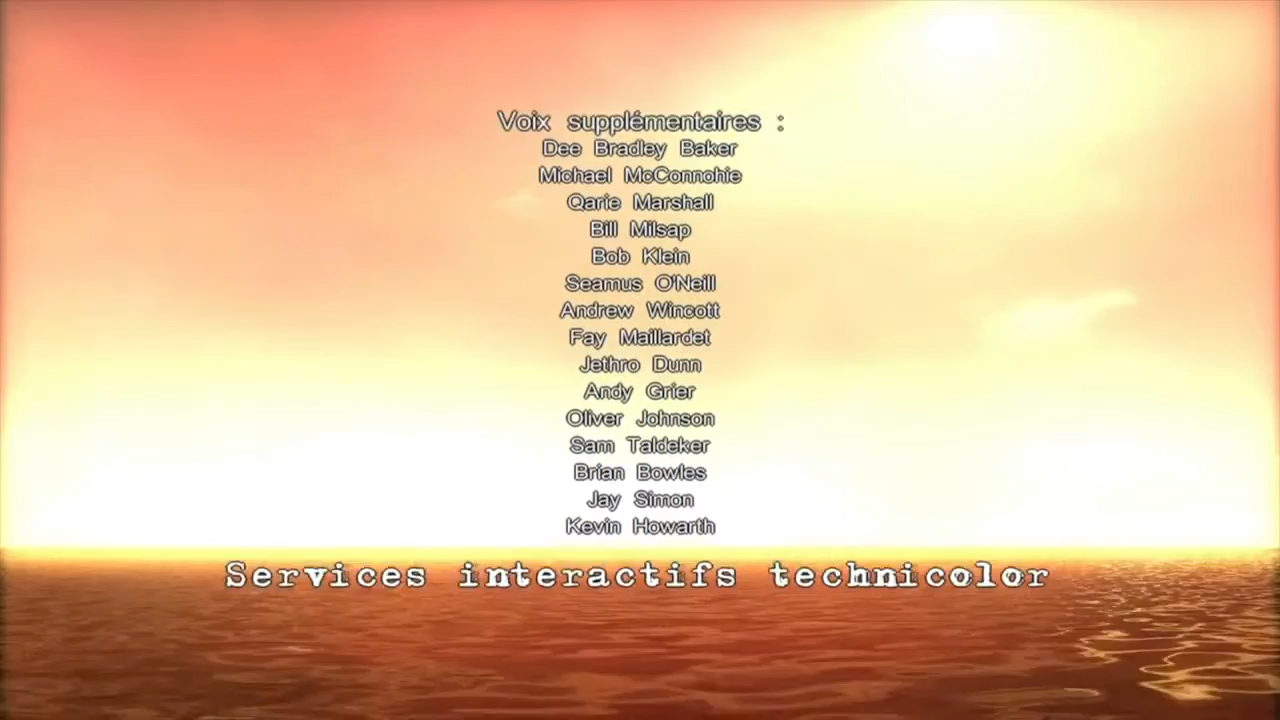 Voix supplémentaires :
Dee Bradley Baker
Michael McConnohie
Qarie Marshall
Bill Milsap
Bob Klein
Seamus O'Neill
Andrew Wincott
Fay Maillardet
Jethro Dunn
Andy Grier
Oliver Johnson
Sam Taldeker
Brian Bowles
Jay Simon
Kevin Howarth
Services interactifs technicolor